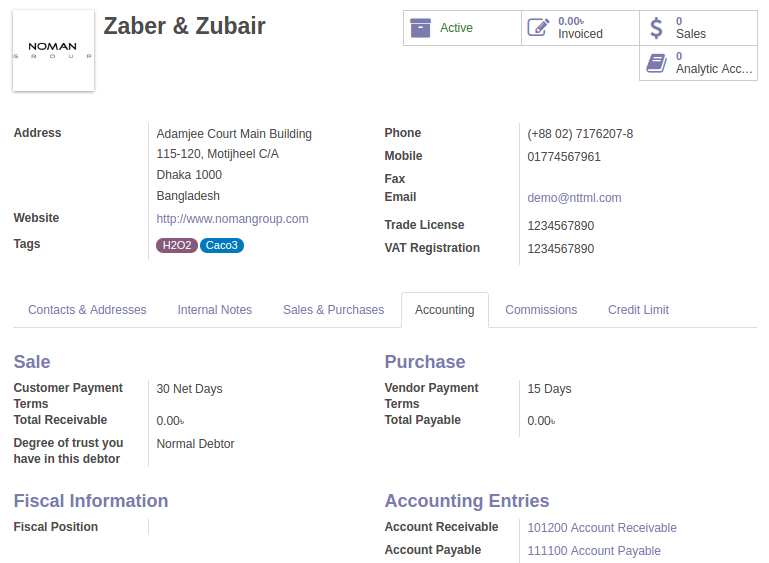 NOMAN
GROUP
Zaber & Zubair
Active
0.00৳
Invoiced
0
Sales
0
Analytic Acc...
Address
Adamjee Court Main Building
115-120, Motijheel C/A
Dhaka 1000
Bangladesh
Website
http://www.nomangroup.com
Tags
H2O2 Caco3
Phone
(+88 02) 7176207-8
Mobile
01774567961
Fax
Email
demo@nttml.com
Trade License
1234567890
VAT Registration
1234567890
Contacts & Addresses Internal Notes Sales & Purchases Accounting Commissions Credit Limit
Sale
Customer Payment
Terms
30 Net Days
Total Receivable
0.00৳
Degree of trust you
have in this debtor
Normal Debtor
Purchase
Vendor Payment
Terms
15 Days
Total Payable
0.00৳
Fiscal Information
Fiscal Position
Accounting Entries
Account Receivable
101200 Account Receivable
Account Payable
111100 Account Payable